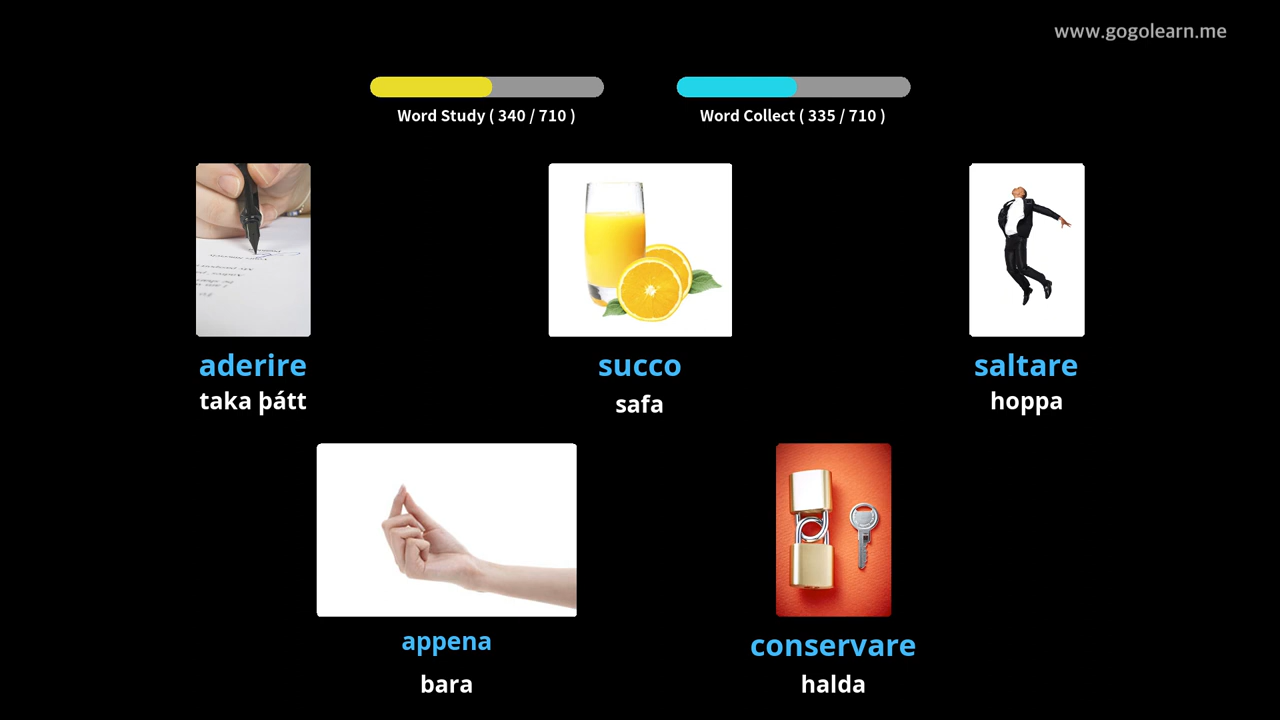 www.gogolearn.me
Word Study ( 340 / 710 )
Word Collect ( 335 / 710 )
aderire
taka þátt
succo
safa
saltare
hoppa
appena
bara
conservare
halda